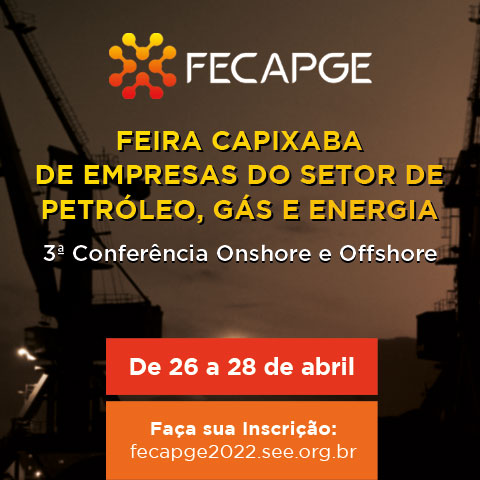 FECAPGE
FEIRA CAPIXABA
DE EMPRESAS DO SETOR DE
PETRÓLEO, GÁS E ENERGIA
3ª Conferência Onshore e Offshore
De 26 a 28 de abril
Faça sua Inscrição:
fecapge2022.see.org.br